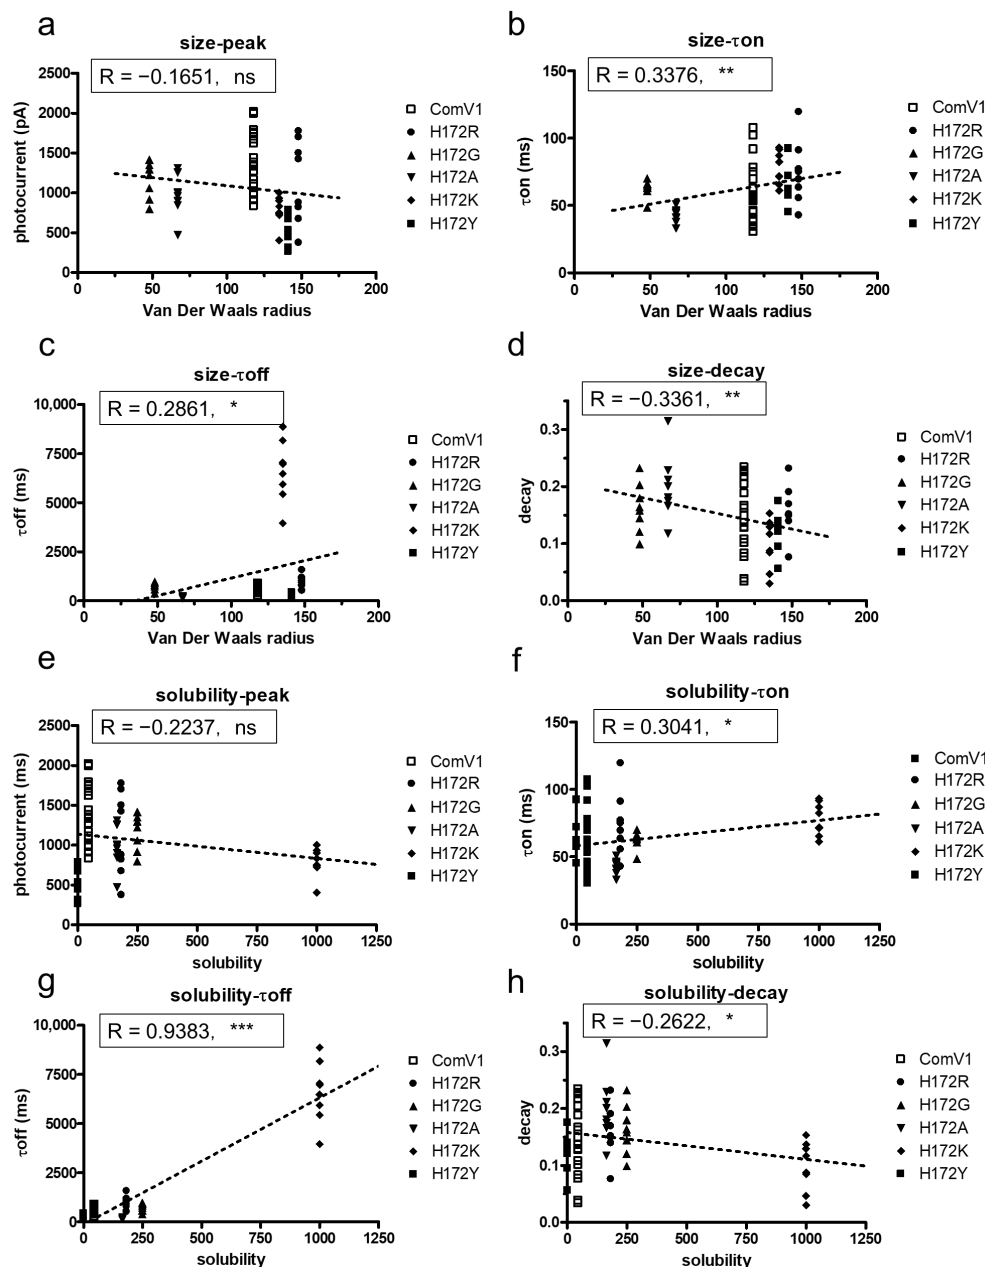 a
size-peak
R = −0.1651, ns
2500
2000
1500
1000
500
0
photocurrent (pA)
0 50 100 150 200
Van Der Waals radius
ComV1
H172R
H172G
H172A
H172K
H172Y
b
size-τon
R = 0.3376, **
150
100
50
0
τon (ms)
0 50 100 150 200
Van Der Waals radius
ComV1
H172R
H172G
H172A
H172K
H172Y
c
size-τoff
R = 0.2861, *
10,000
7500
5000
2500
0
τoff (ms)
0 50 100 150 200
Van Der Waals radius
ComV1
H172R
H172G
H172A
H172K
H172Y
d
size-decay
R = −0.3361, **
0.3
0.2
0.1
0.0
decay
0 50 100 150 200
Van Der Waals radius
ComV1
H172R
H172G
H172A
H172K
H172Y
e
solubility-peak
R = −0.2237, ns
2500
2000
1500
1000
500
0
photocurrent (ms)
0 250 500 750 1000 1250
solubility
ComV1
H172R
H172G
H172A
H172K
H172Y
f
solubility-τon
R = 0.3041, *
150
100
50
0
τon (ms)
0 250 500 750 1000 1250
solubility
ComV1
H172R
H172G
H172A
H172K
H172Y
g
solubility-τoff
R = 0.9383, ***
10,000
7500
5000
2500
0
τoff (ms)
0 250 500 750 1000 1250
solubility
ComV1
H172R
H172G
H172A
H172K
H172Y
h
solubility-decay
R = −0.2622, *
0.3
0.2
0.1
0.0
decay
0 250 500 750 1000 1250
solubility
ComV1
H172R
H172G
H172A
H172K
H172Y